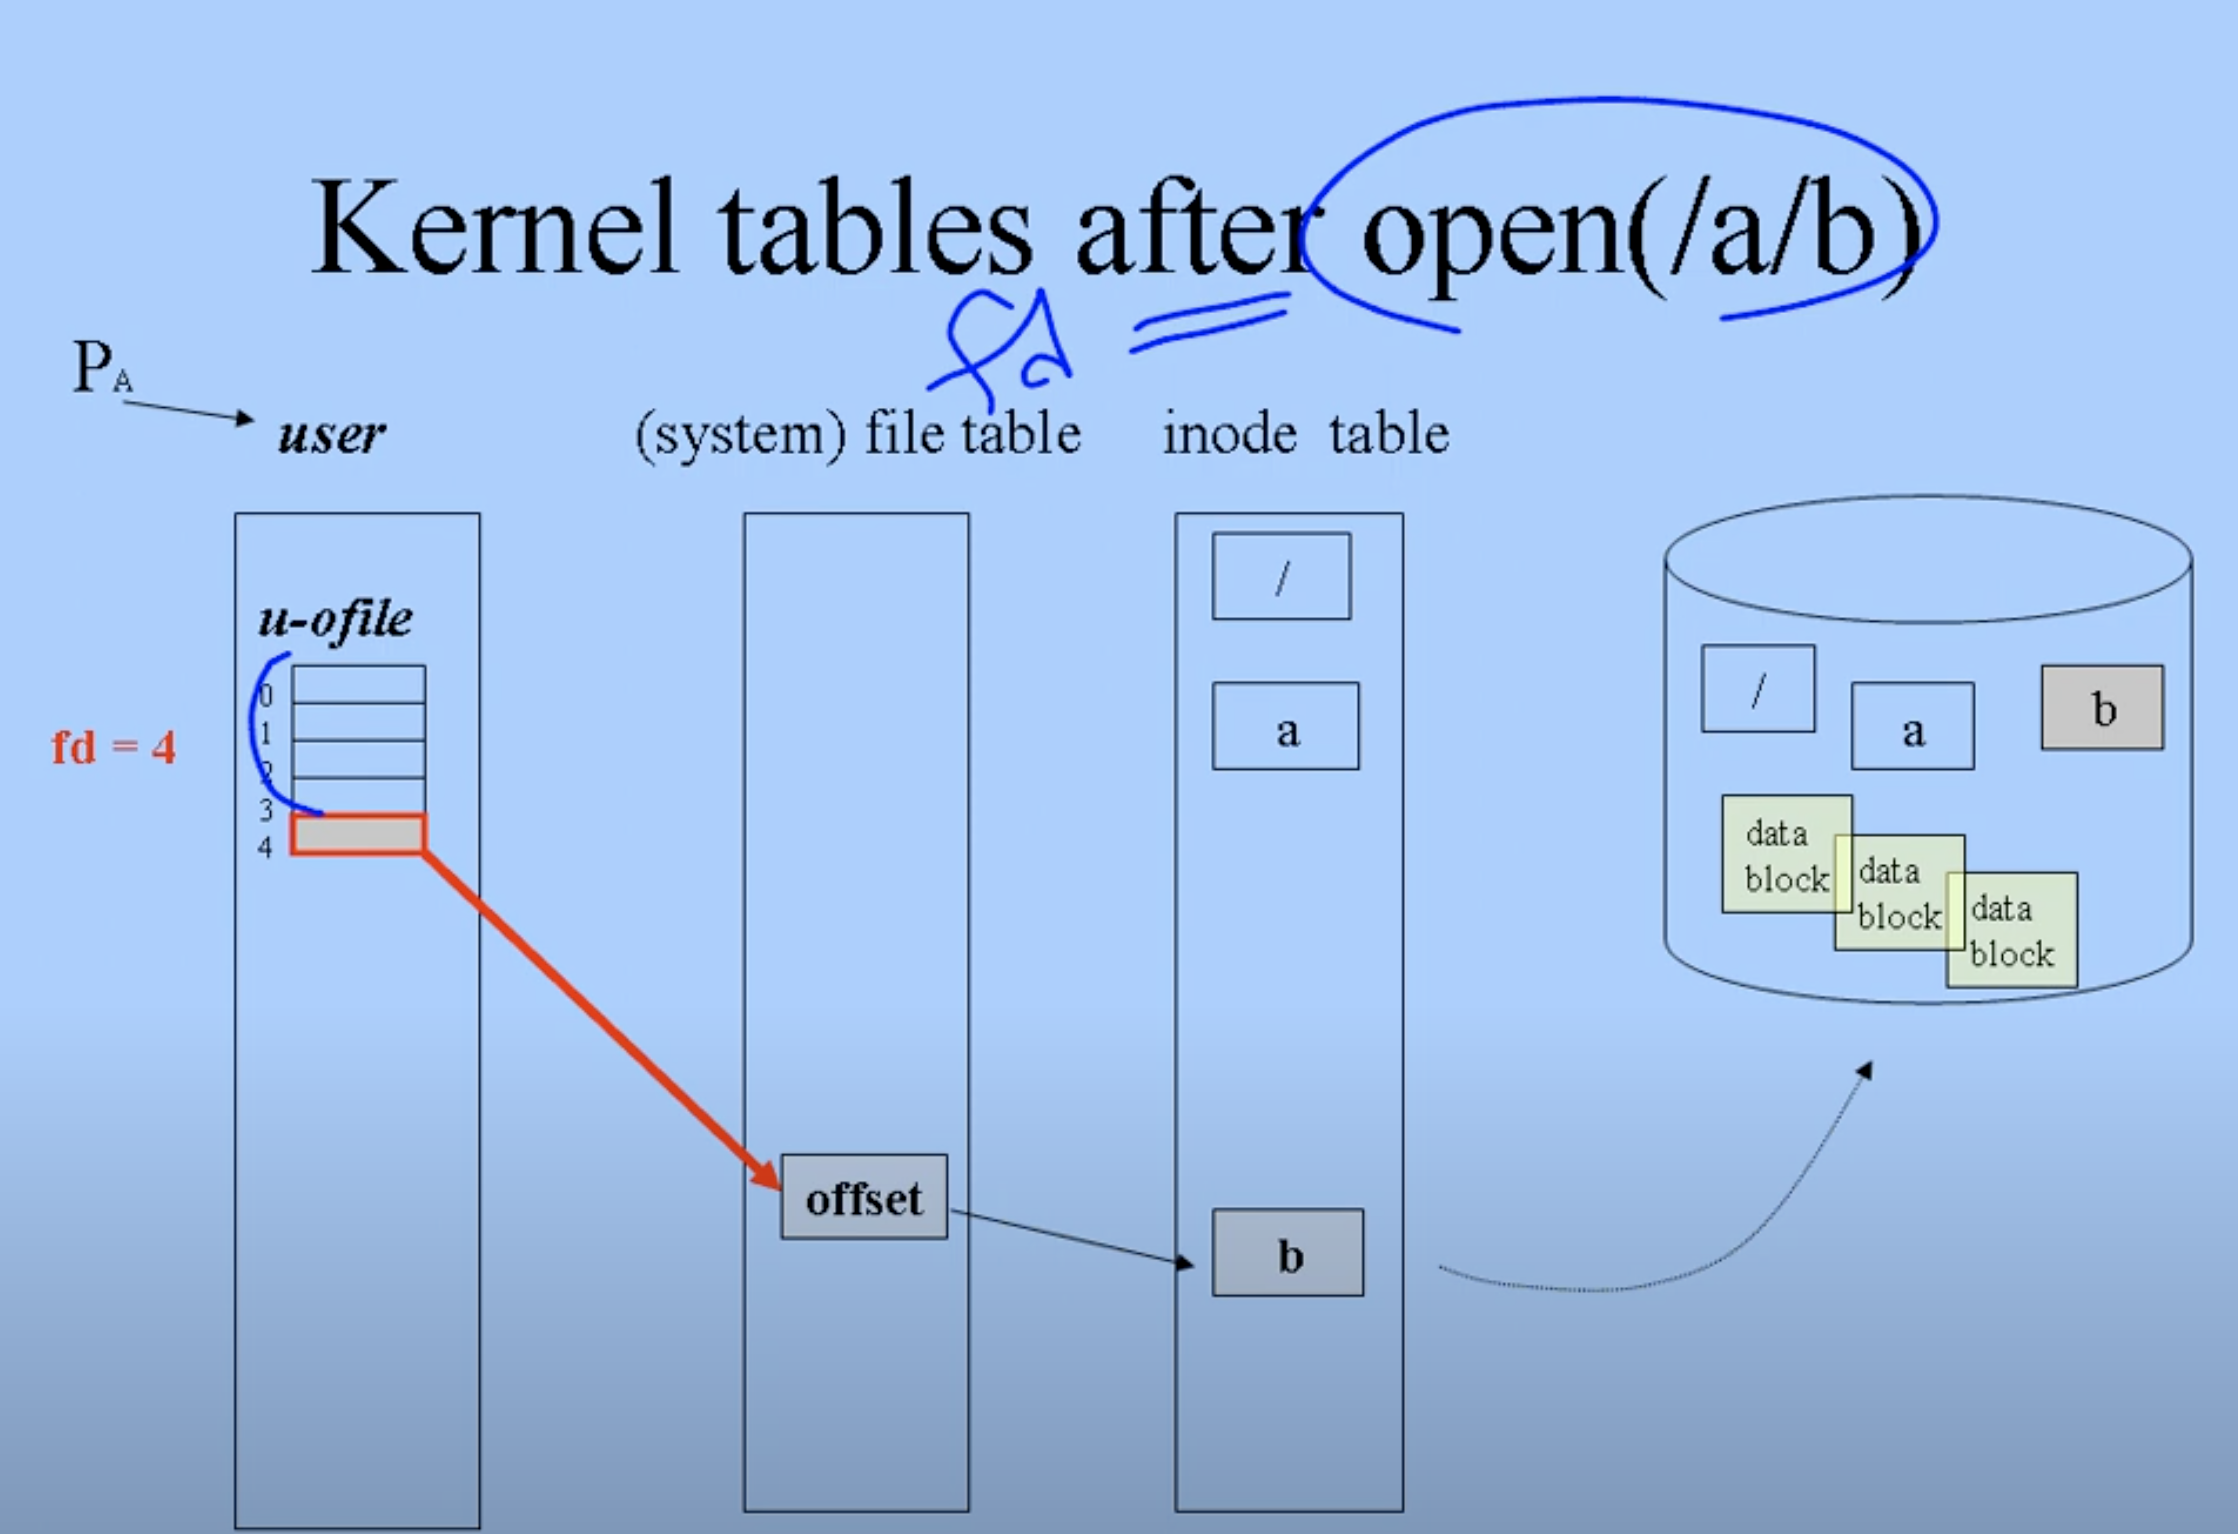 Kernel tables after open(/a/b)
fd
PA
user
(system) file table
inode table
u-ofile
0
1
2
3
4
fd = 4
offset
/
a
b
/
a
b
data
block
data
block
data
block